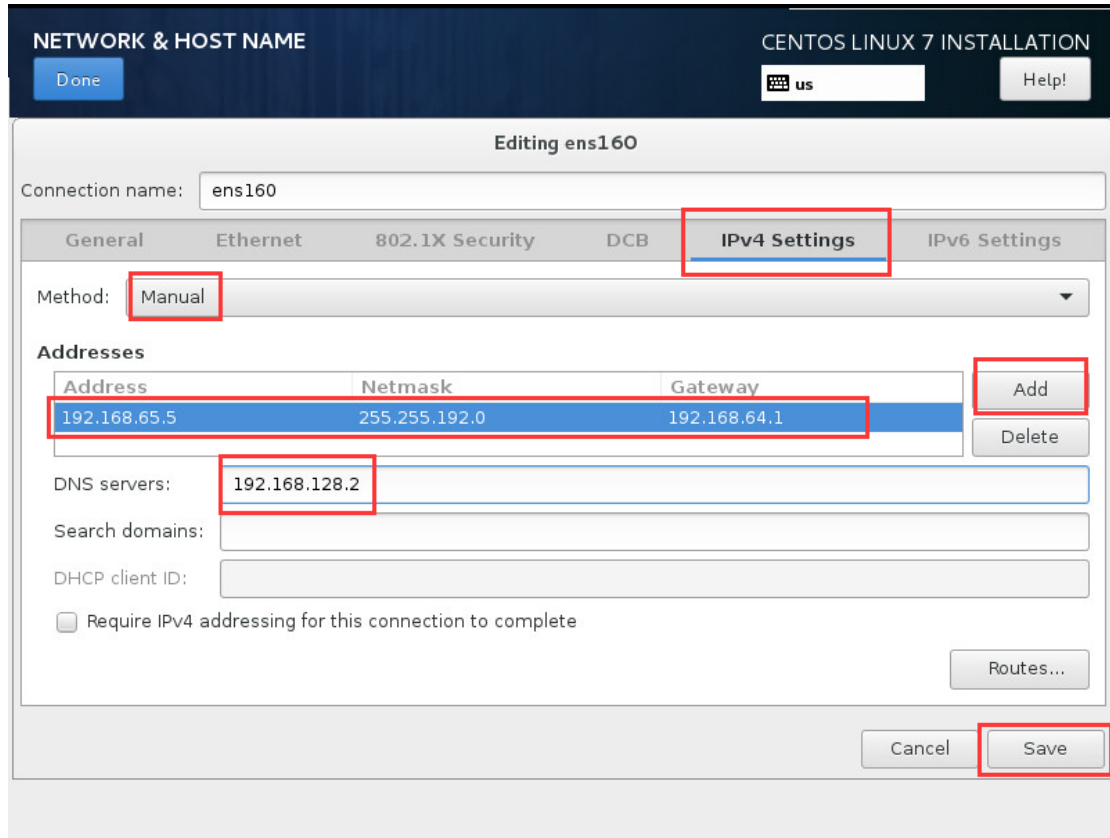 NETWORK & HOST NAME
CENTOS LINUX 7 INSTALLATION
Done
us
Help!
Editing ens160
Connection name: ens160
General Ethernet 802.1X Security DCB IPv4 Settings IPv6 Settings
Method: Manual
Addresses
Address Netmask Gateway
Add
192.168.65.5 255.255.192.0 192.168.64.1
Delete
DNS servers: 192.168.128.2
Search domains:
DHCP client ID:
Require IPv4 addressing for this connection to complete
Routes...
Cancel Save